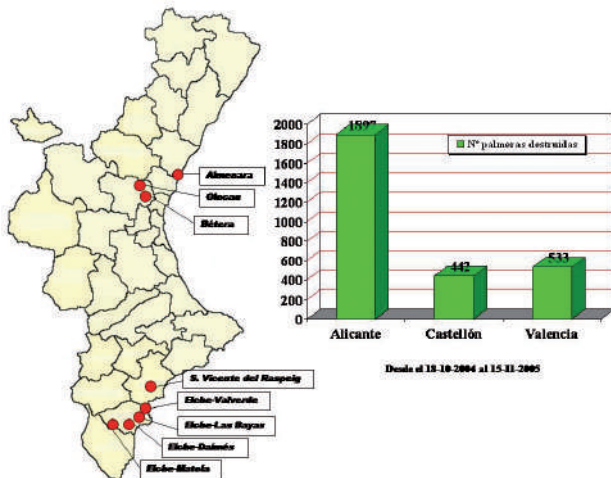 Almenara
Olocau
Bétera
S. Vicente del Raspeig
Elche-Valverde
Elche-Las Bayas
Elche-Daimés
Elche-Matola
2000
1800
1600
1400
1200
1000
800
600
400
200
0
1897
442
533
Nº palmeras destruidas
Alicante
Castellón
Valencia
Desde el 18-10-2004 al 15-11-2005